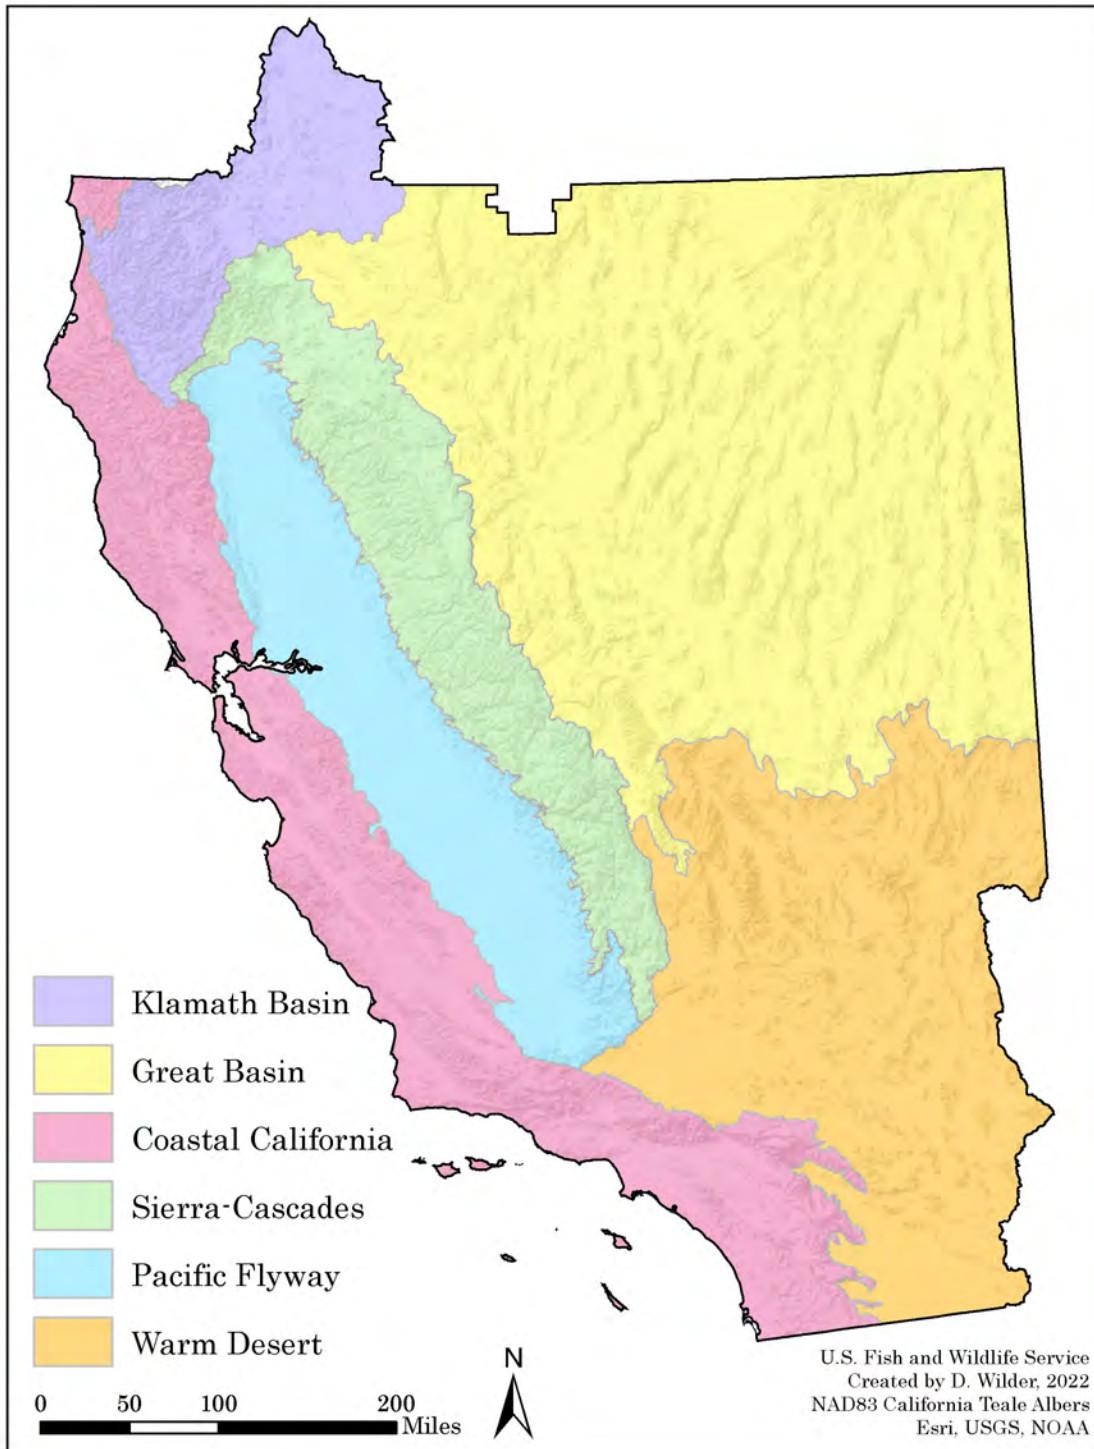 Klamath Basin
Great Basin
Coastal California
Sierra-Cascades
Pacific Flyway
Warm Desert
N
0 50 100 200
Miles
U.S. Fish and Wildlife Service
Created by D. Wilder, 2022
NAD83 California Teale Albers
Esri, USGS, NOAA